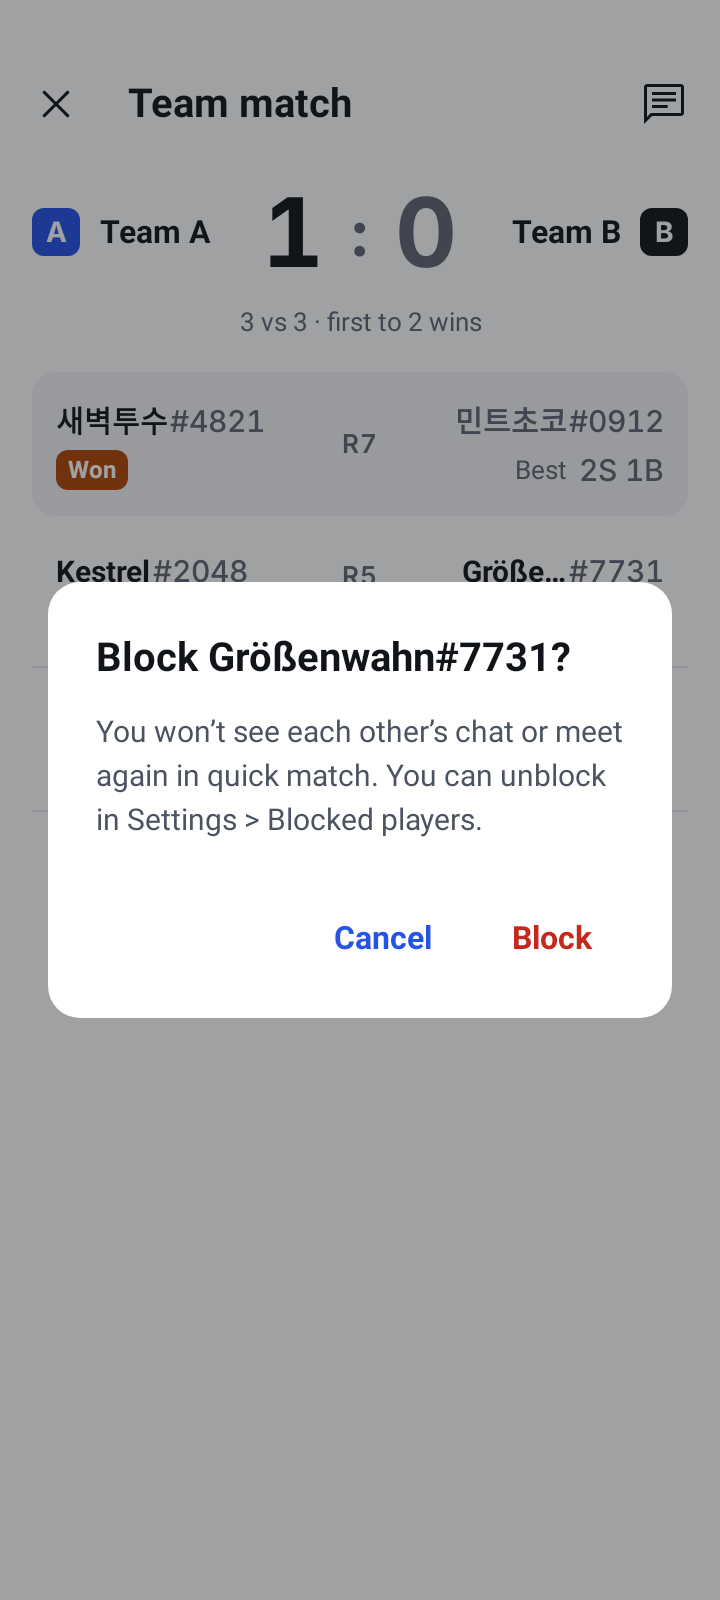 Team match
A Team A 1 : 0 Team B B
3 vs 3 · first to 2 wins
새벽투수#4821 R7 민트초코#0912
Won Best 2S 1B
Kestrel#2048 R5 Größe…#7731
Block Größenwahn#7731?
You won’t see each other’s chat or meet
again in quick match. You can unblock
in Settings > Blocked players.
Cancel Block